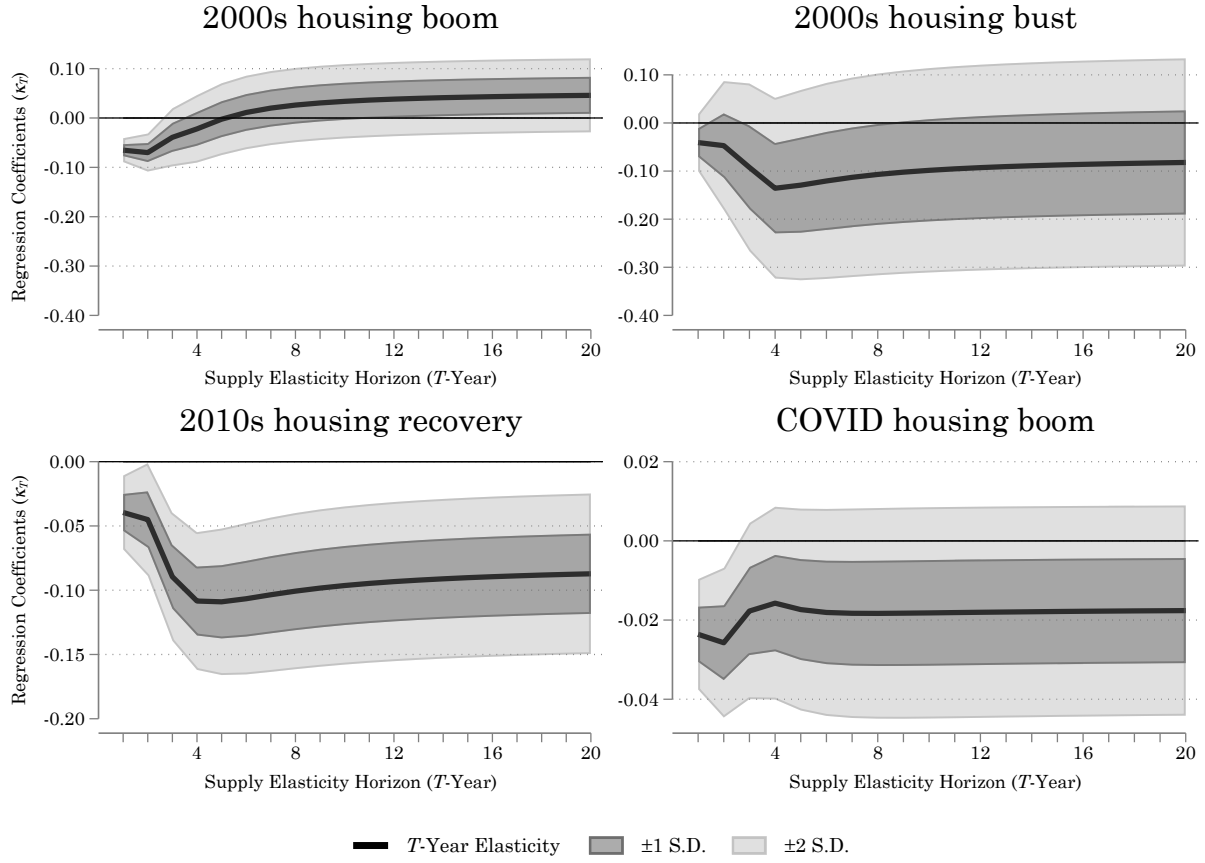 2000s housing boom
Regression Coefficients (κT)
0.10
0.00
-0.10
-0.20
-0.30
-0.40
4 8 12 16 20
Supply Elasticity Horizon (T-Year)
2000s housing bust
0.10
0.00
-0.10
-0.20
-0.30
-0.40
4 8 12 16 20
Supply Elasticity Horizon (T-Year)
2010s housing recovery
Regression Coefficients (κT)
0.00
-0.05
-0.10
-0.15
-0.20
4 8 12 16 20
Supply Elasticity Horizon (T-Year)
COVID housing boom
0.02
0.00
-0.02
-0.04
4 8 12 16 20
Supply Elasticity Horizon (T-Year)
T-Year Elasticity ±1 S.D. ±2 S.D.